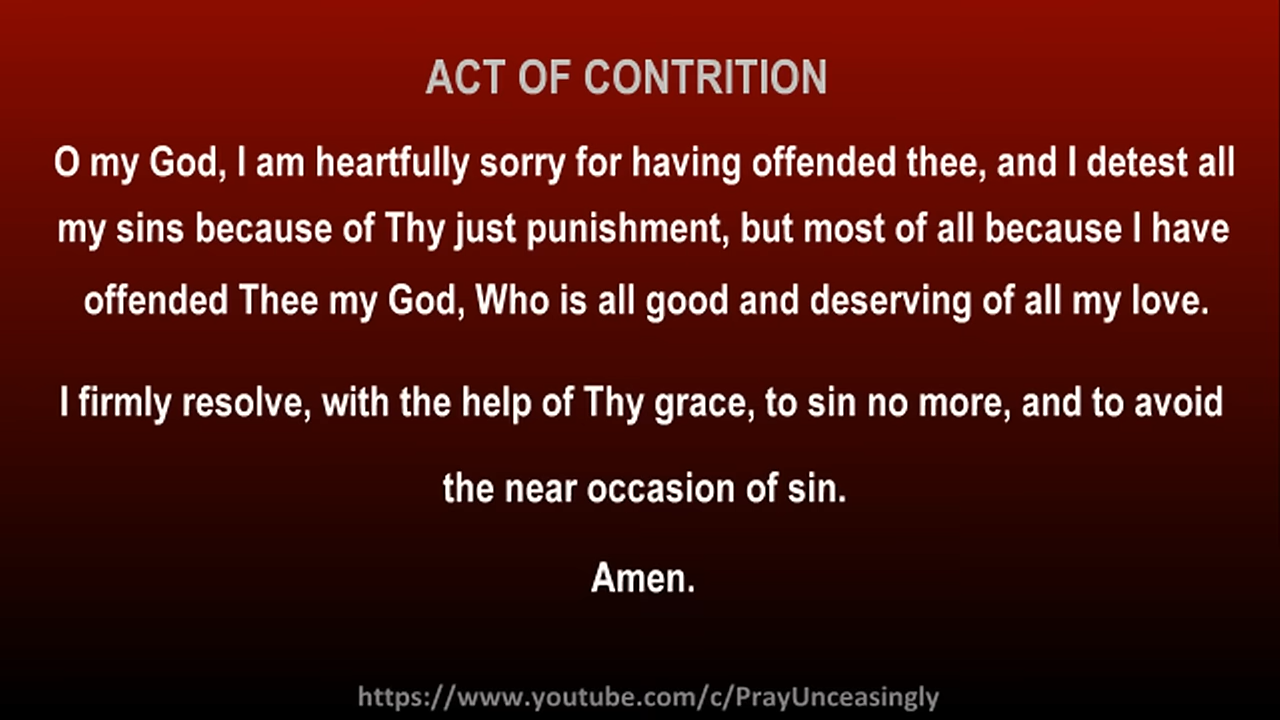 ACT OF CONTRITION
O my God, I am heartfully sorry for having offended thee, and I detest all
my sins because of Thy just punishment, but most of all because I have
offended Thee my God, Who is all good and deserving of all my love.
I firmly resolve, with the help of Thy grace, to sin no more, and to avoid
the near occasion of sin.
Amen.
https://www.youtube.com/c/PrayUnceasingly